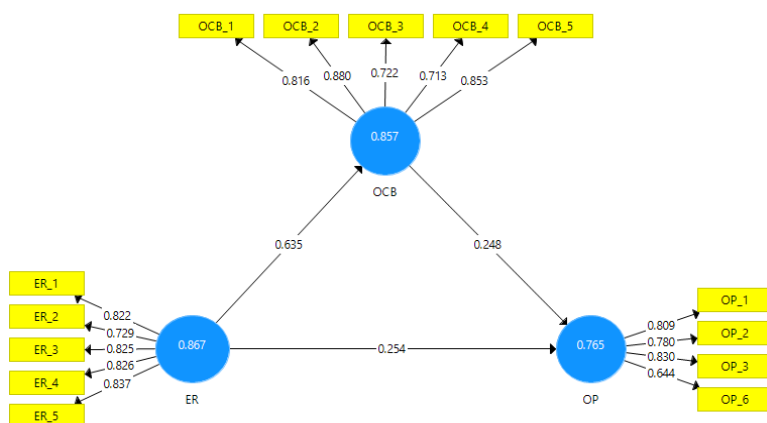 OCB_1 OCB_2 OCB_3 OCB_4 OCB_5
0.816 0.880 0.722 0.713 0.853
0.857
OCB
0.635 0.248
ER_1
ER_2
ER_3
ER_4
ER_5
0.822
0.729
0.825
0.826
0.837
0.867
ER
0.254
0.765
OP
0.809
0.780
0.830
0.644
OP_1
OP_2
OP_3
OP_6